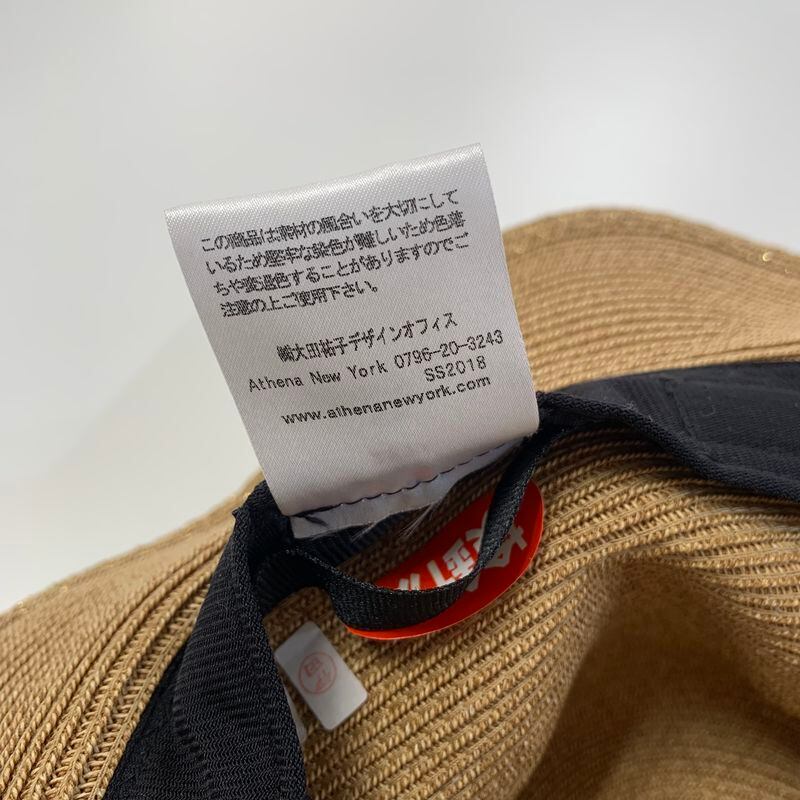 この商品は素材の風合いを大切にして
いるため堅牢な染色が難しいため色落
ちや変退色することがありますのでご
注意の上ご使用下さい。
㈱大田祐子デザインオフィス
Athena New York 0796-20-3243
SS2018
www.athenanewyork.com